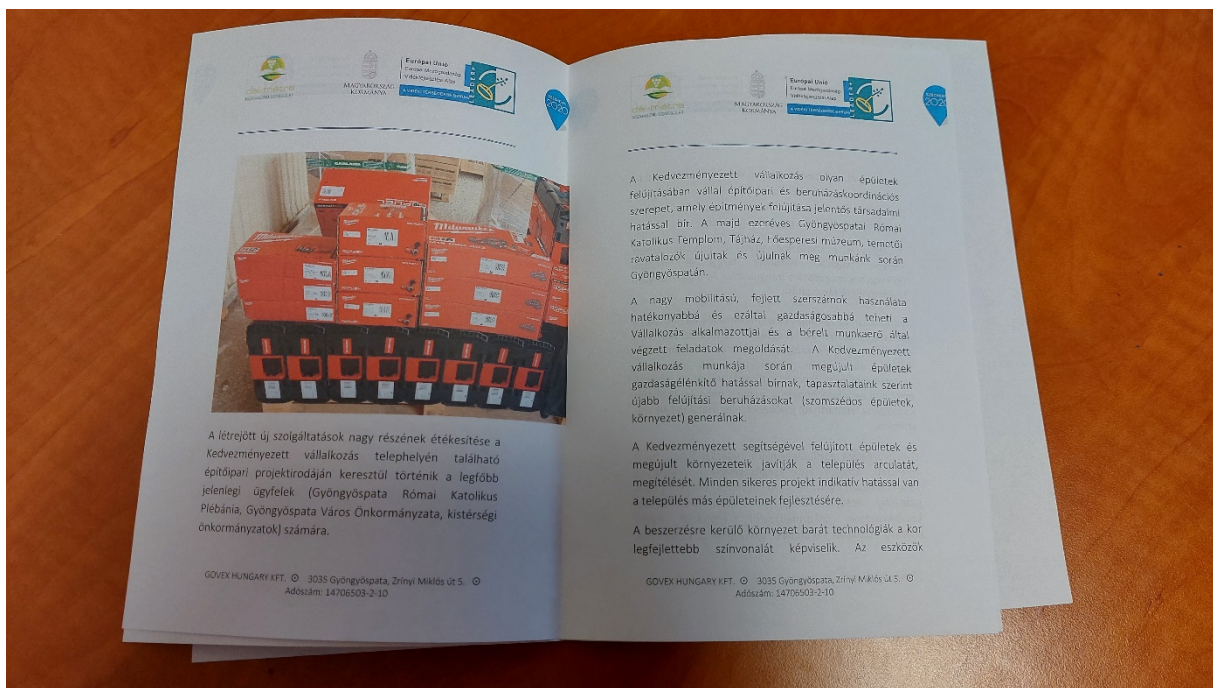 MAGYARORSZÁG
KORMÁNYA
Európai Unió
LEADER
Milwaukee
A létrejött új szolgáltatások nagy részének étékesítése a
Kedvezményezett vállalkozás telephelyén található
építőipari projektirodáján keresztül történik a legfőbb
jelenlegi ügyfelek (Gyöngyöspata Római Katolikus
Plébánia, Gyöngyöspata Város Önkormányzata, kistérségi
önkormányzatok) számára.
GOVEX HUNGARY KFT. ⊙ 3035 Gyöngyöspata, Zrínyi Miklós út 5. ⊙
Adószám: 14706503-2-10
MAGYARORSZÁG
KORMÁNYA
Európai Unió
LEADER
A Kedvezményezett vállalkozás olyan épületek
felújításában vállal építőipari és beruházáskoordinációs
szerepet, amely építmények felújítása jelentős társadalmi
hatással bír. A majd ezeréves Gyöngyöspatai Római
Katolikus Templom, Tájház, Főesperesi múzeum, temetői
ravatalozók újultak és újulnak meg munkánk során
Gyöngyöspatán.
A nagy mobilitású, fejlett szerszámok használata
hatékonyabbá és ezáltal gazdaságosabbá teheti a
Vállalkozás alkalmazottjai és a bérelt munkaerő által
végzett feladatok megoldását. A Kedvezményezett
vállalkozás munkája során megújult épületek
gazdaságélénkítő hatással bírnak, tapasztalataink szerint
újabb felújítási beruházásokat (szomszédos épületek,
környezet) generálnak.
A Kedvezményezett segítségével felújított épületek és
megújult környezeteik javítják a település arculatát,
megítélését. Minden sikeres projekt indikatív hatással van
a település más épületeinek fejlesztésére.
A beszerzésre kerülő környezet barát technológiák a kor
legfejlettebb színvonalát képviselik. Az eszközök
GOVEX HUNGARY KFT. ⊙ 3035 Gyöngyöspata, Zrínyi Miklós út 5. ⊙
Adószám: 14706503-2-10